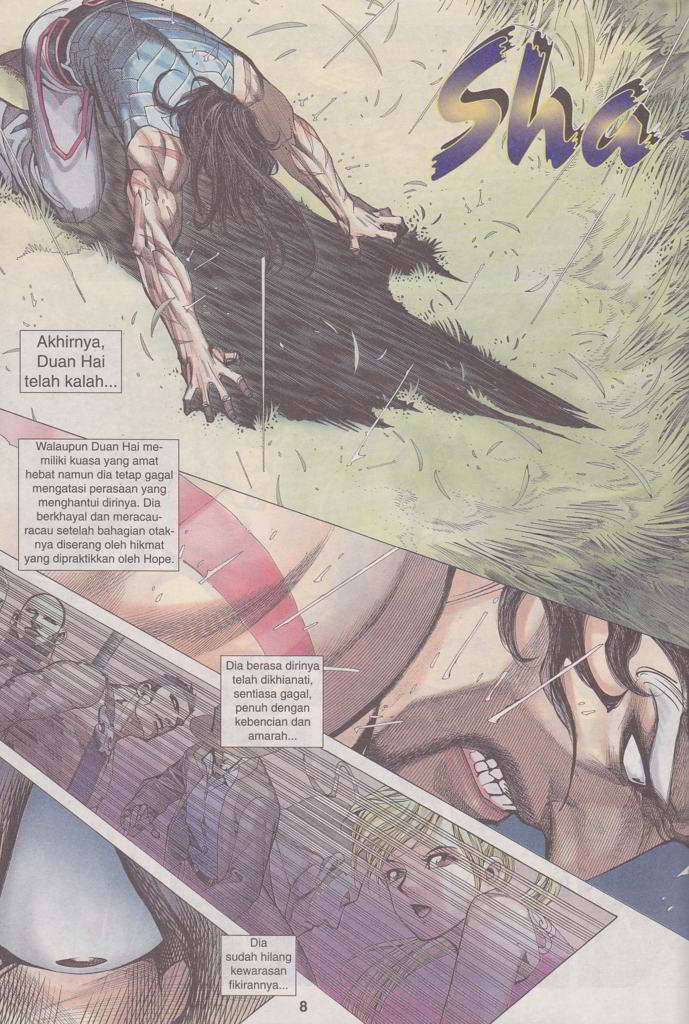 Sha-
Akhirnya,
Duan Hai
telah kalah...
Walaupun Duan Hai me-
miliki kuasa yang amat
hebat namun dia tetap gagal
mengatasi perasaan yang
menghantui dirinya. Dia
berkhayal dan meracau-
racau setelah bahagian otak-
nya diserang oleh hikmat
yang dipraktikkan oleh Hope.
Dia berasa dirinya
telah dikhianati,
sentiasa gagal,
penuh dengan
kebencian dan
amarah...
Dia
sudah hilang
kewarasan
fikirannya...
8